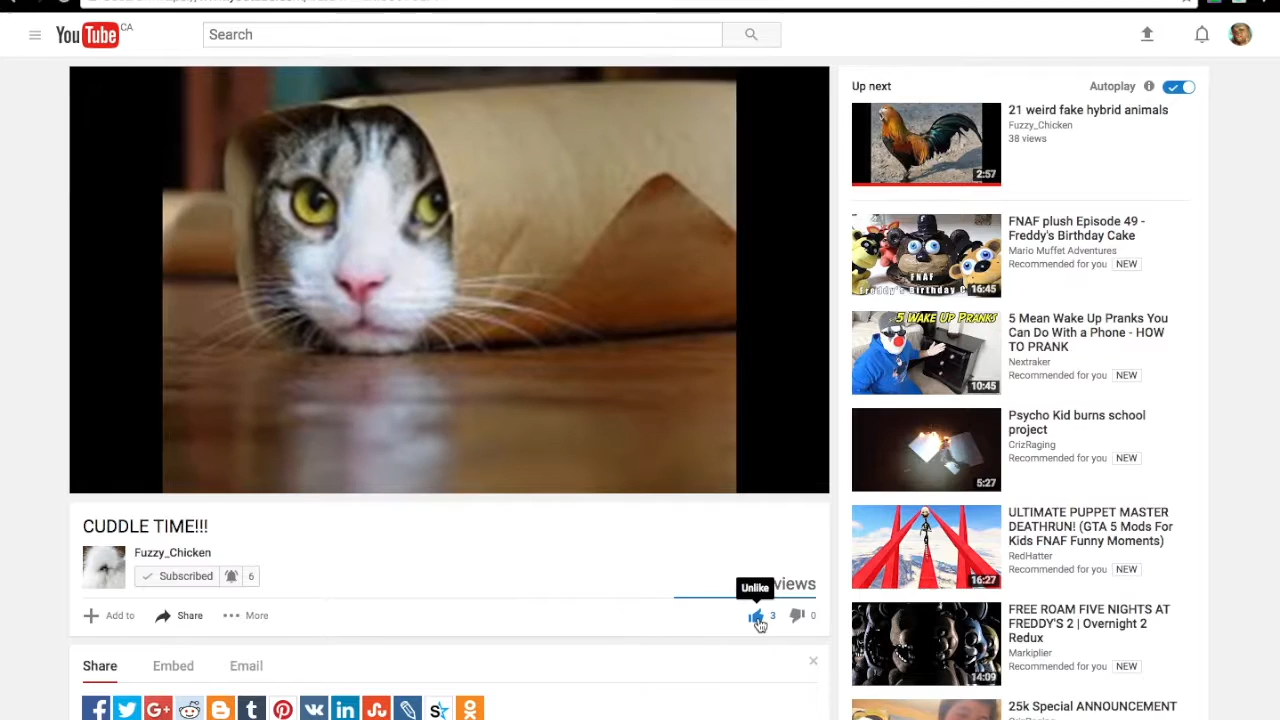 YouTube CA
Search
Up next
Autoplay
21 weird fake hybrid animals
Fuzzy_Chicken
38 views
2:57
FNAF plush Episode 49 -
Freddy's Birthday Cake
Mario Muffet Adventures
Recommended for you NEW
FNAF
Freddy's Birthday C
16:45
5 Mean Wake Up Pranks You
Can Do With a Phone - HOW
TO PRANK
Nextraker
Recommended for you NEW
5 WAKE UP PRANKS
10:45
Psycho Kid burns school
project
CrizRaging
Recommended for you NEW
5:27
ULTIMATE PUPPET MASTER
DEATHRUN! (GTA 5 Mods For
Kids FNAF Funny Moments)
RedHatter
Recommended for you NEW
16:27
FREE ROAM FIVE NIGHTS AT
FREDDY'S 2 | Overnight 2
Redux
Markiplier
Recommended for you NEW
14:09
25k Special ANNOUNCEMENT
CUDDLE TIME!!!
Fuzzy_Chicken
Subscribed 6
views
Unlike
Add to Share More
3 0
Share Embed Email